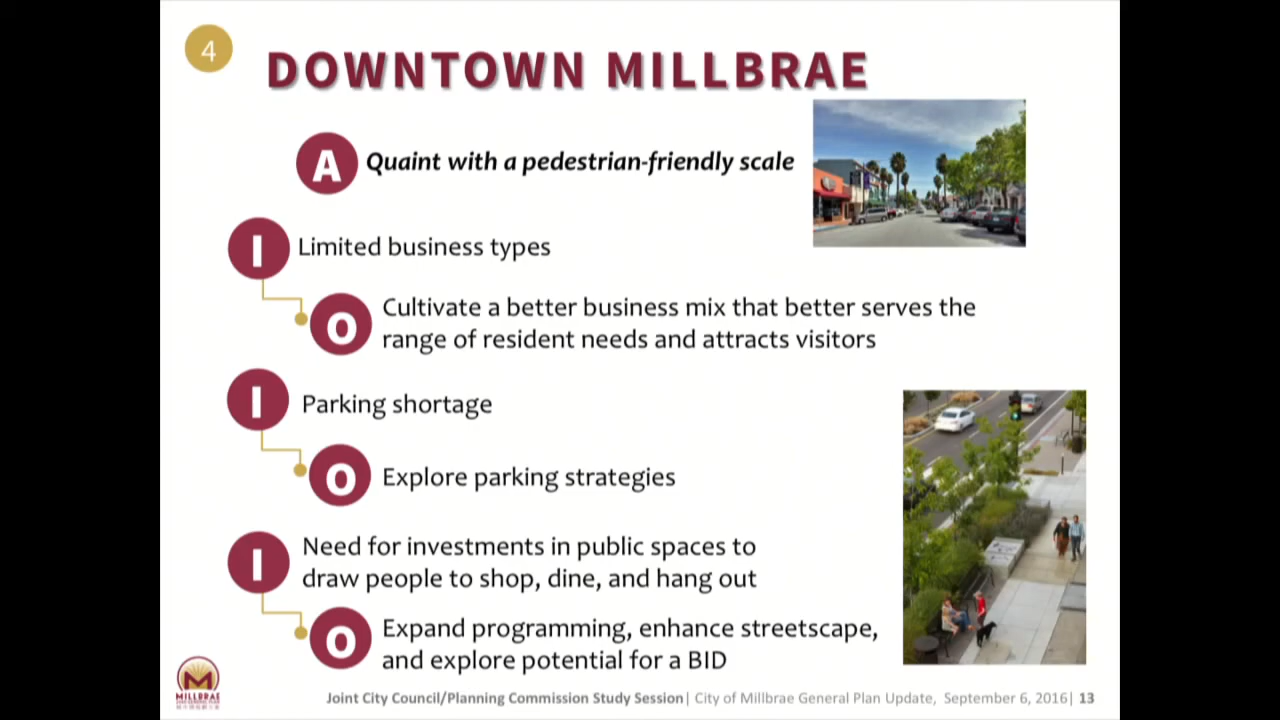 4
DOWNTOWN MILLBRAE
A Quaint with a pedestrian-friendly scale
I Limited business types
O Cultivate a better business mix that better serves the
range of resident needs and attracts visitors
I Parking shortage
O Explore parking strategies
I Need for investments in public spaces to
draw people to shop, dine, and hang out
O Expand programming, enhance streetscape,
and explore potential for a BID
M
MILLBRAE
Joint City Council/Planning Commission Study Session| City of Millbrae General Plan Update, September 6, 2016| 13